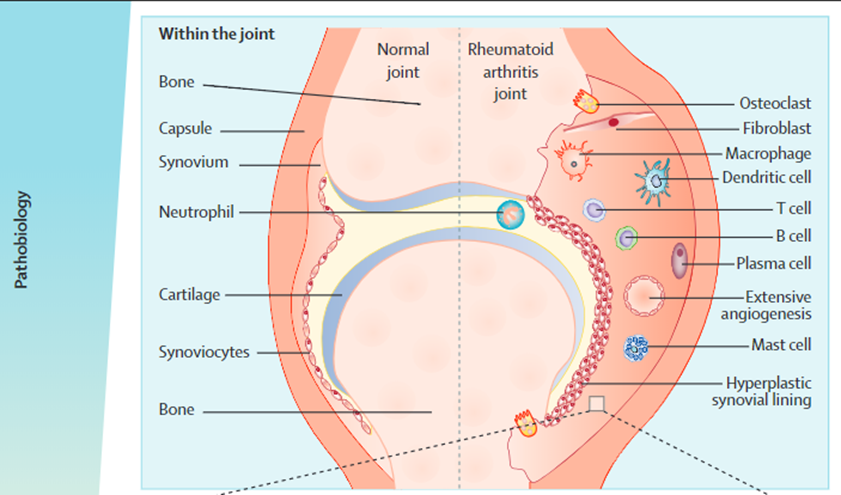 Pathobiology
Within the joint
Normal
joint
Rheumatoid
arthritis
joint
Bone
Capsule
Synovium
Neutrophil
Cartilage
Synoviocytes
Bone
Osteoclast
Fibroblast
Macrophage
Dendritic cell
T cell
B cell
Plasma cell
Extensive
angiogenesis
Mast cell
Hyperplastic
synovial lining